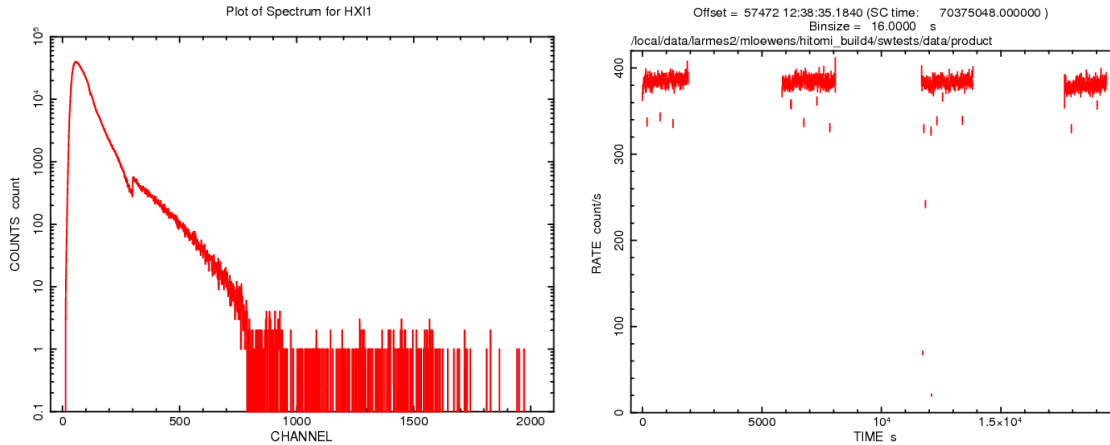 Plot of Spectrum for HXI1
COUNTS count
10⁵
10⁴
1000
100
10
1
0.1
0
500
1000
1500
2000
CHANNEL
Offset = 57472 12:38:35.1840 (SC time: 70375048.000000 )
Binsize = 16.0000 s
/local/data/larmes2/mloewens/hitomi_build4/swtests/data/product
RATE count/s
400
300
200
100
0
0
5000
10⁴
1.5×10⁴
TIME s